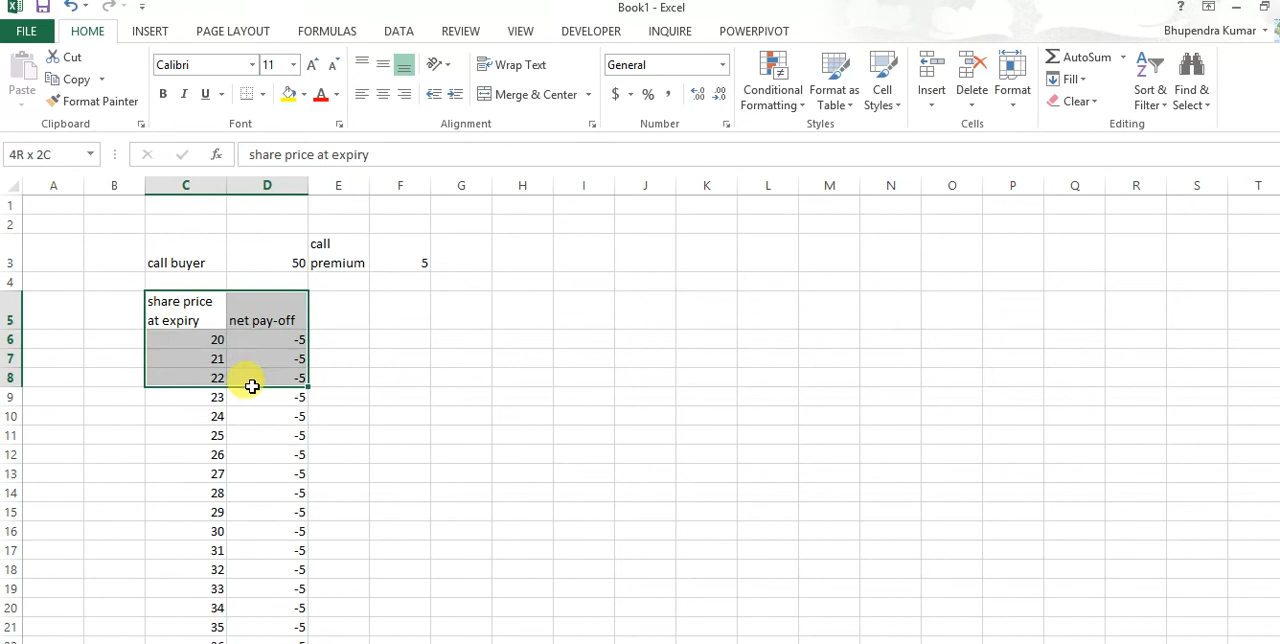 Book1 - Excel
?
FILE HOME INSERT PAGE LAYOUT FORMULAS DATA REVIEW VIEW DEVELOPER INQUIRE POWERPIVOT Bhupendra Kumar
Paste
Cut
Copy
Format Painter
Clipboard
Calibri 11
B I U
Font
Wrap Text
Merge & Center
Alignment
General
$ % ,
Number
Conditional
Formatting
Format as
Table
Cell
Styles
Styles
Insert
Delete
Format
Cells
AutoSum
Fill
Clear
Sort &
Filter
Find &
Select
Editing
4R x 2C fx share price at expiry
A B C D E F G H I J K L M N O P Q R S T
1
2
call
3 call buyer 50 premium 5
4
share price
5 at expiry net pay-off
6 20 -5
7 21 -5
8 22 -5
9 23 -5
10 24 -5
11 25 -5
12 26 -5
13 27 -5
14 28 -5
15 29 -5
16 30 -5
17 31 -5
18 32 -5
19 33 -5
20 34 -5
21 35 -5